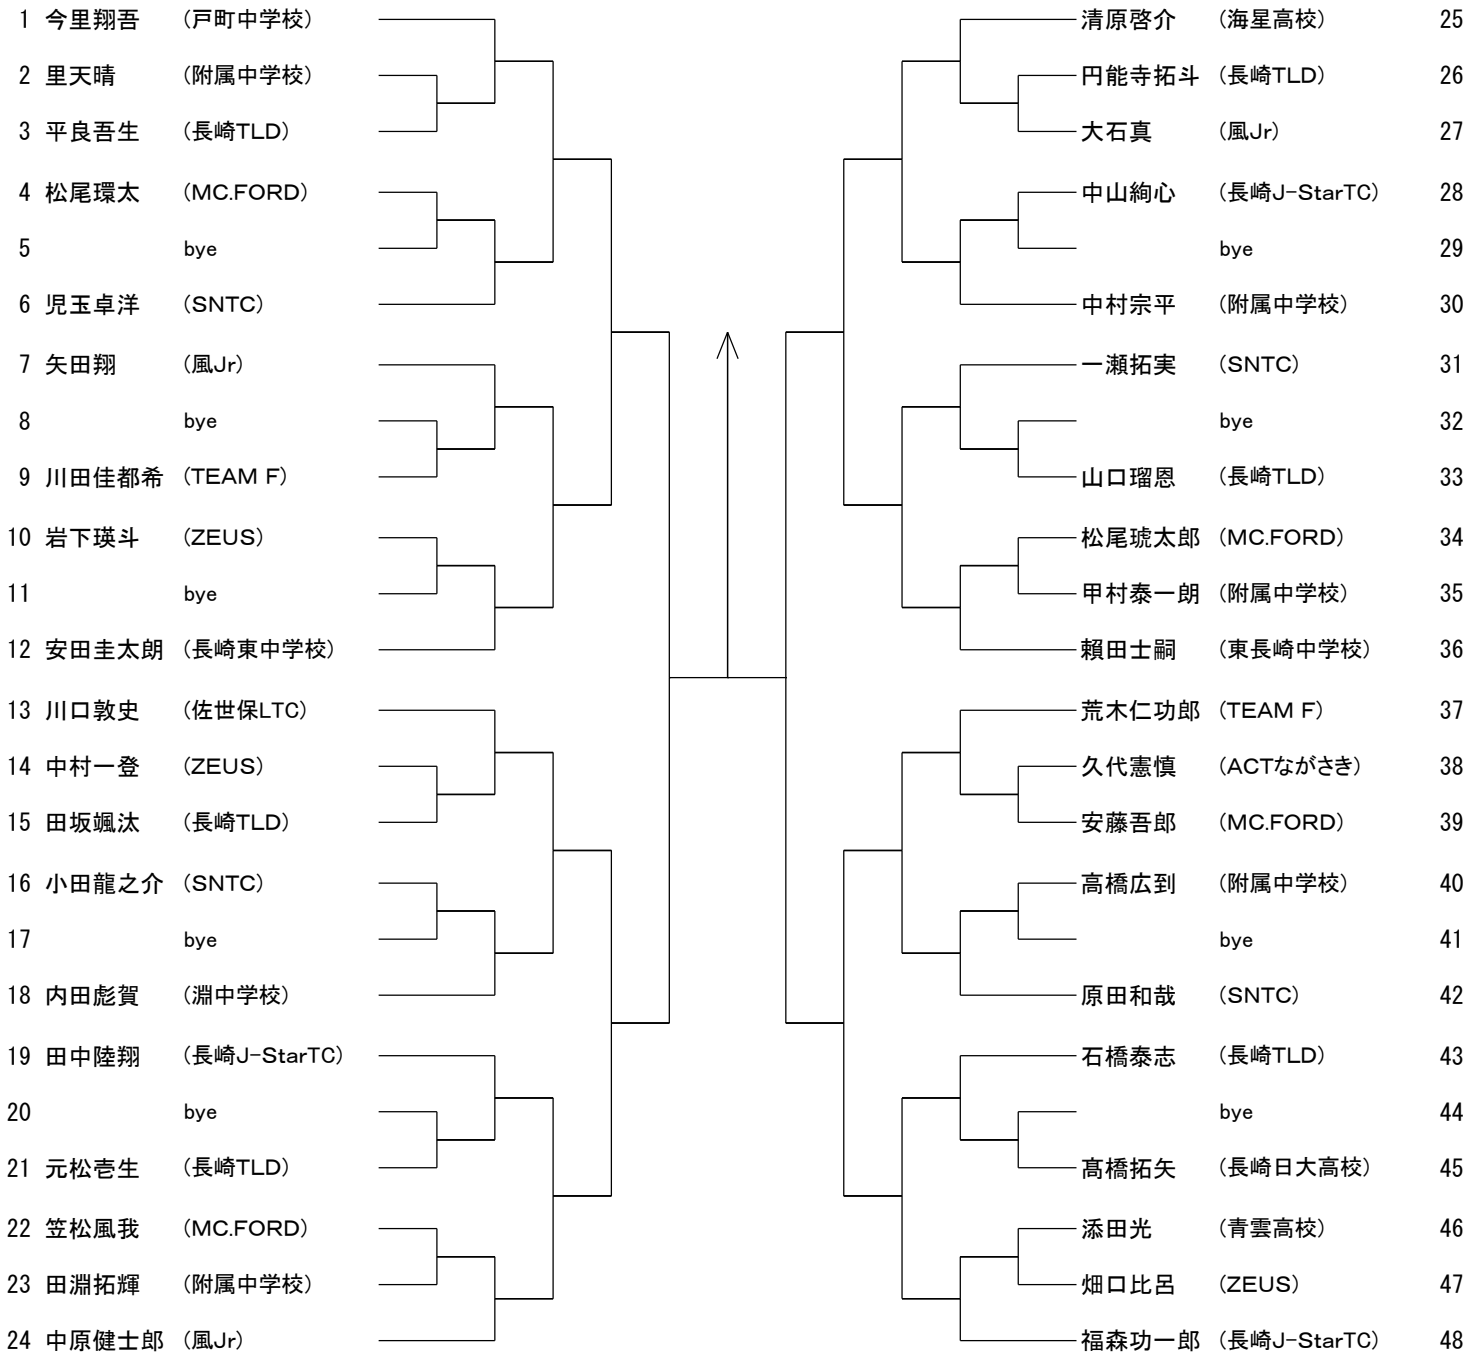 1 今里翔吾 (戸町中学校)
2 里天晴 (附属中学校)
3 平良吾生 (長崎TLD)
4 松尾環太 (MC.FORD)
5 bye
6 児玉卓洋 (SNTC)
7 矢田翔 (風Jr)
8 bye
9 川田佳都希 (TEAM F)
10 岩下瑛斗 (ZEUS)
11 bye
12 安田圭太朗 (長崎東中学校)
13 川口敦史 (佐世保LTC)
14 中村一登 (ZEUS)
15 田坂颯汰 (長崎TLD)
16 小田龍之介 (SNTC)
17 bye
18 内田彪賀 (淵中学校)
19 田中陸翔 (長崎J-StarTC)
20 bye
21 元松壱生 (長崎TLD)
22 笠松風我 (MC.FORD)
23 田淵拓輝 (附属中学校)
24 中原健士郎 (風Jr)
清原啓介 (海星高校) 25
円能寺拓斗 (長崎TLD) 26
大石真 (風Jr) 27
中山絢心 (長崎J-StarTC) 28
bye 29
中村宗平 (附属中学校) 30
一瀬拓実 (SNTC) 31
bye 32
山口瑠恩 (長崎TLD) 33
松尾琥太郎 (MC.FORD) 34
甲村泰一朗 (附属中学校) 35
賴田士嗣 (東長崎中学校) 36
荒木仁功郎 (TEAM F) 37
久代憲慎 (ACTながさき) 38
安藤吾郎 (MC.FORD) 39
高橋広到 (附属中学校) 40
bye 41
原田和哉 (SNTC) 42
石橋泰志 (長崎TLD) 43
bye 44
髙橋拓矢 (長崎日大高校) 45
添田光 (青雲高校) 46
畑口比呂 (ZEUS) 47
福森功一郎 (長崎J-StarTC) 48